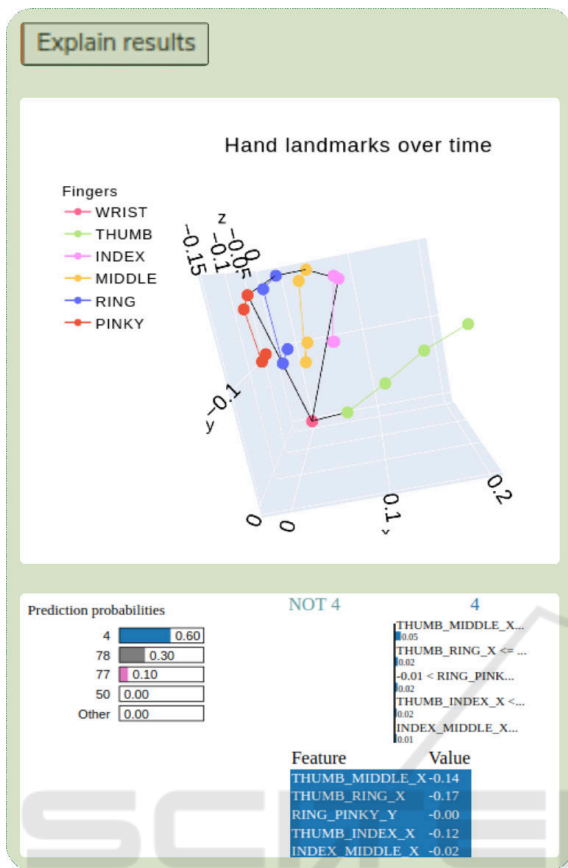 Explain results
Hand landmarks over time
Fingers
WRIST
THUMB
INDEX
MIDDLE
RING
PINKY
z
0
−0.05
−0.1
−0.15
−0.1
y
0
0
0.1
0.2
Prediction probabilities
4 0.60
78 0.30
77 0.10
50 0.00
Other 0.00
NOT 4 4
THUMB_MIDDLE_X...
0.05
THUMB_RING_X <= ...
0.02
-0.01 < RING_PINK...
0.02
THUMB_INDEX_X <...
0.02
INDEX_MIDDLE_X...
0.01
Feature Value
THUMB_MIDDLE_X -0.14
THUMB_RING_X -0.17
RING_PINKY_Y -0.00
THUMB_INDEX_X -0.12
INDEX_MIDDLE_X -0.02